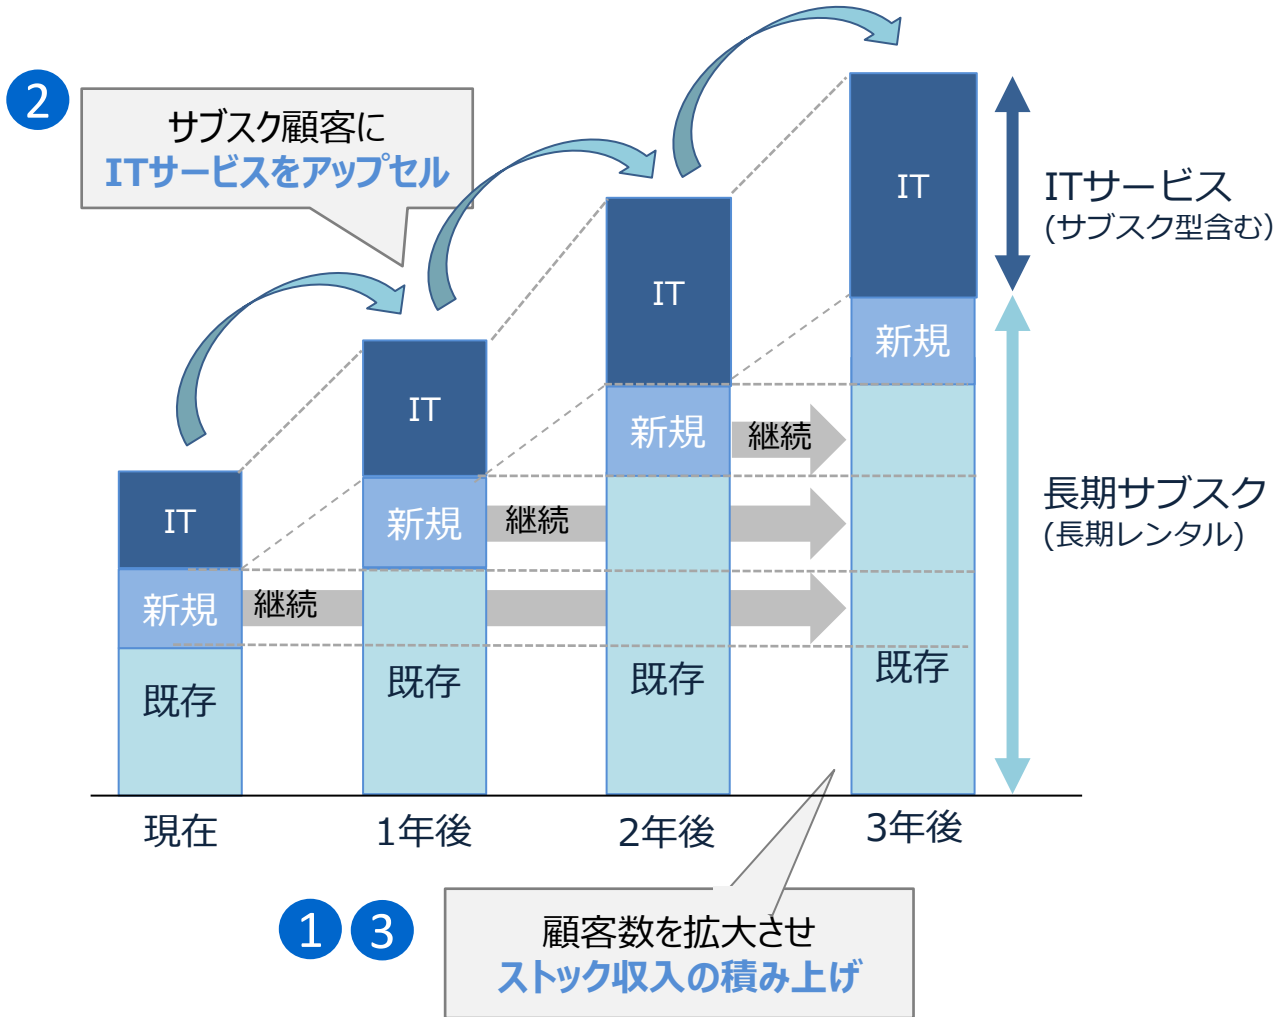 2
サブスク顧客に
ITサービスをアップセル
IT
ITサービス
(サブスク型含む)
IT
新規
IT
新規
継続
長期サブスク
(長期レンタル)
IT
新規
継続
新規
継続
既存
既存
既存
既存
現在
1年後
2年後
3年後
1 3
顧客数を拡大させ
ストック収入の積み上げ